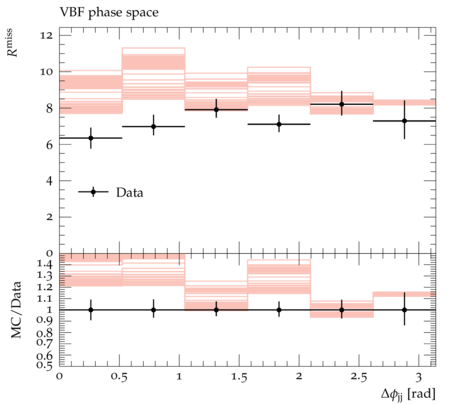 VBF phase space
R^miss
12
10
8
6
4
2
0
Data
MC/Data
1.4
1.3
1.2
1.1
1
0.9
0.8
0.7
0.6
0.5
0 0.5 1 1.5 2 2.5 3
Δϕjj [rad]